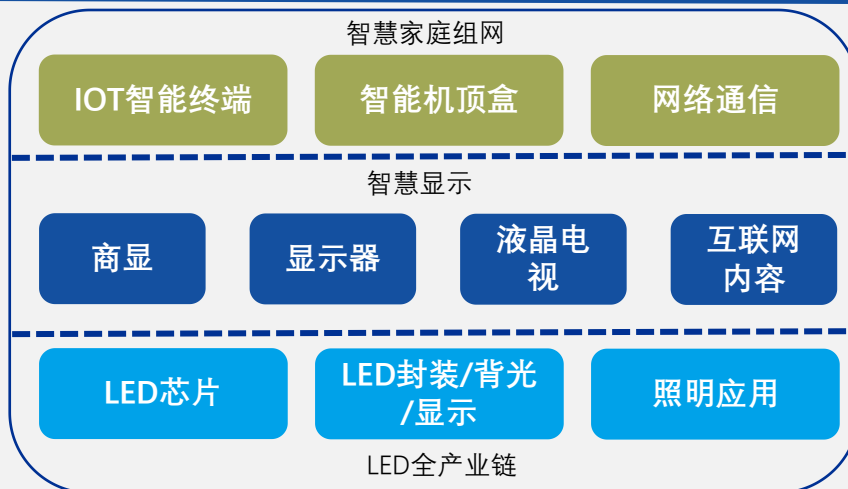 智慧家庭组网
IOT智能终端
智能机顶盒
网络通信
智慧显示
商显
显示器
液晶电
视
互联网
内容
LED芯片
LED封装/背光
/显示
照明应用
LED全产业链